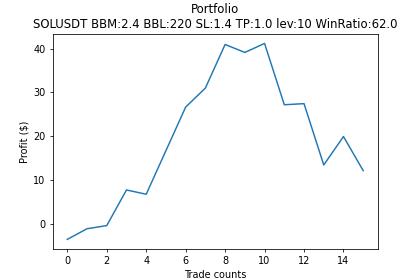 Portfolio
SOLUSDT BBM:2.4 BBL:220 SL:1.4 TP:1.0 lev:10 WinRatio:62.0
Profit ($)
40
30
20
10
0
0 2 4 6 8 10 12 14
Trade counts